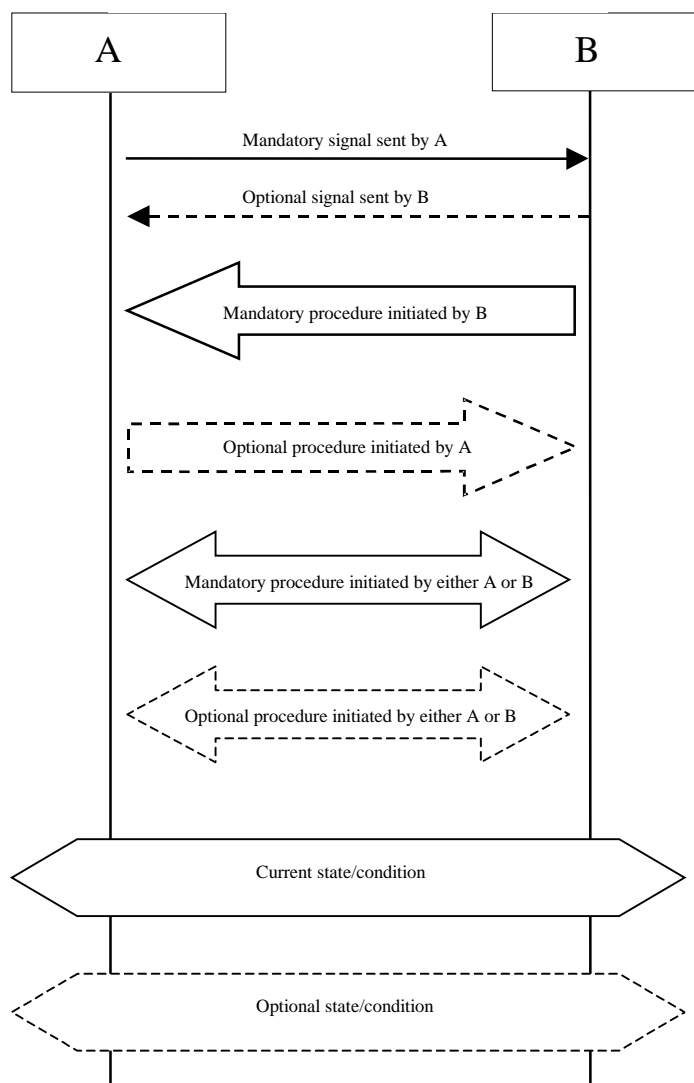 A
B
Mandatory signal sent by A
Optional signal sent by B
Mandatory procedure initiated by B
Optional procedure initiated by A
Mandatory procedure initiated by either A or B
Optional procedure initiated by either A or B
Current state/condition
Optional state/condition